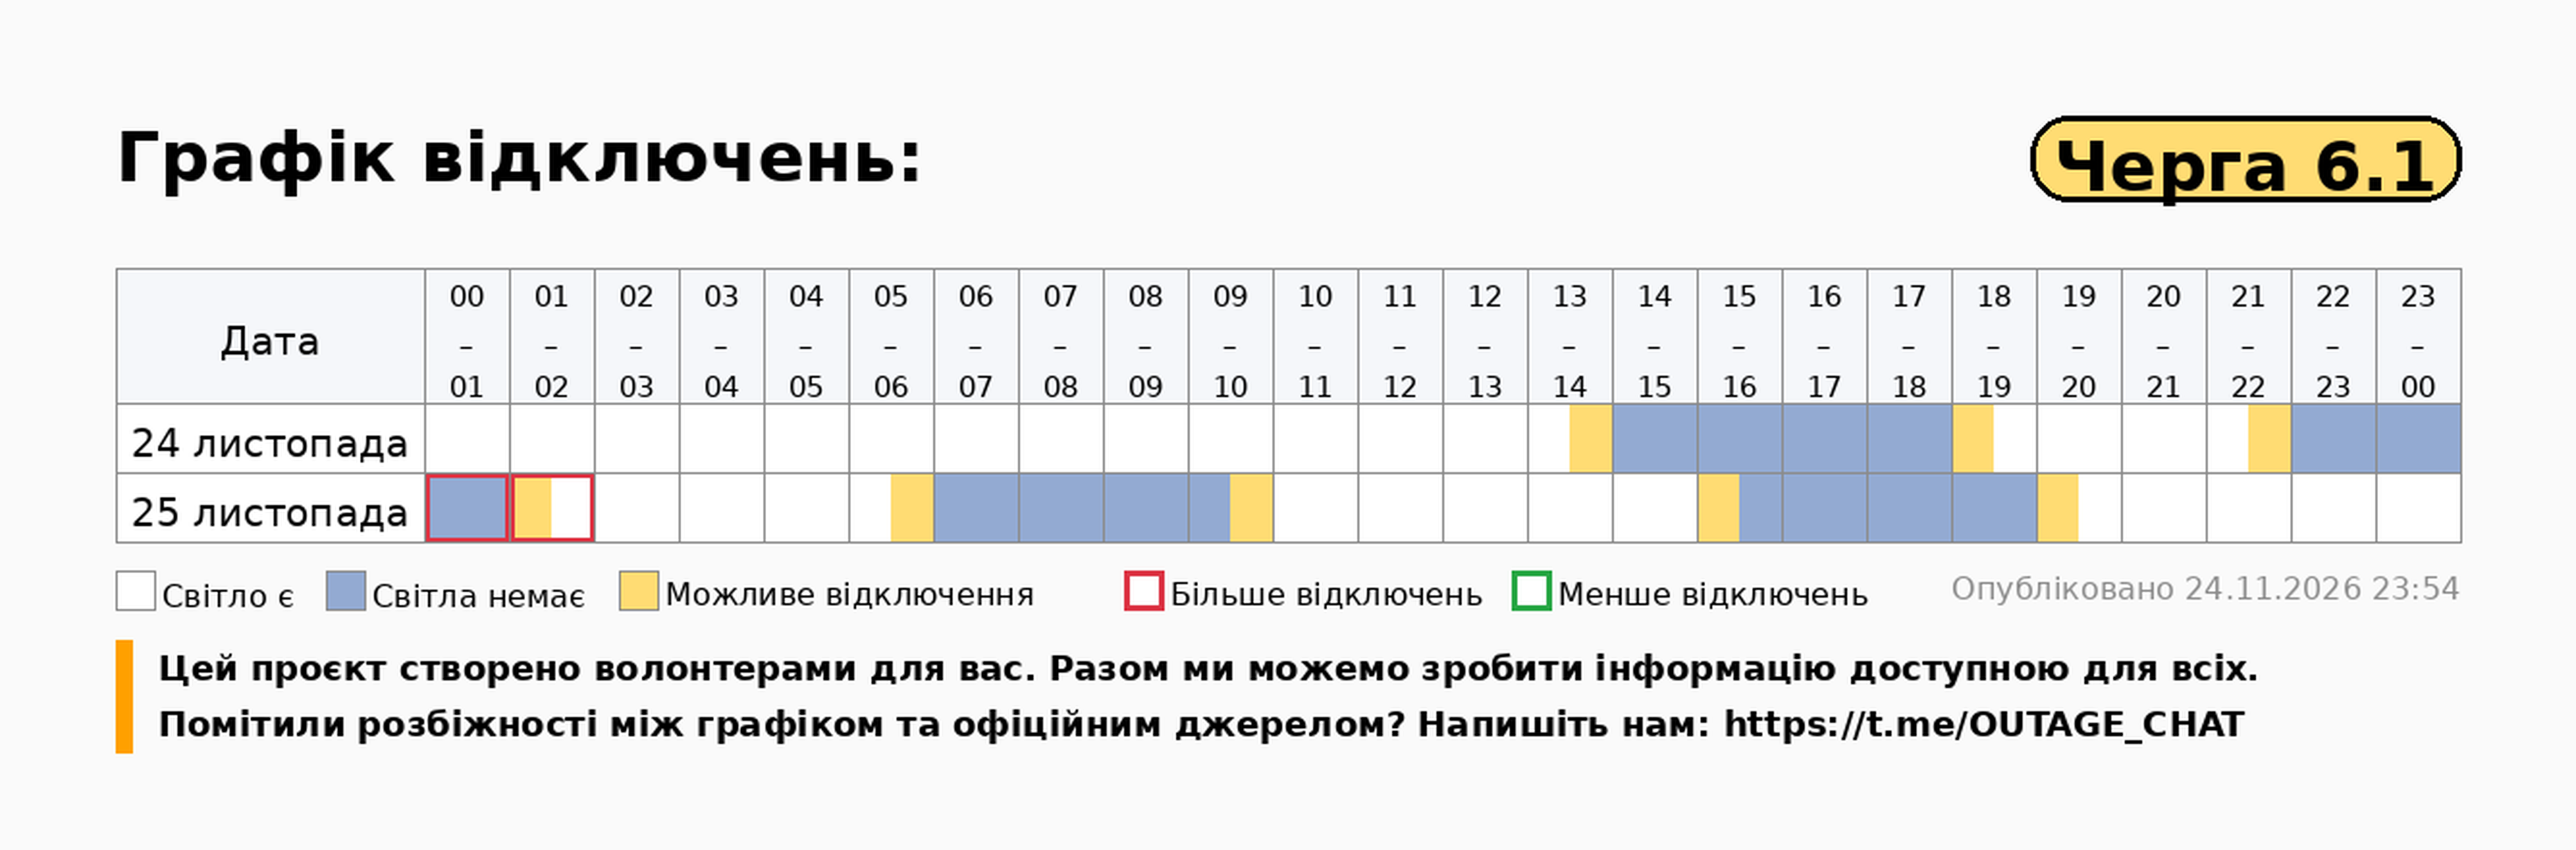 Графік відключень:
Черга 6.1
Дата
00 – 01
01 – 02
02 – 03
03 – 04
04 – 05
05 – 06
06 – 07
07 – 08
08 – 09
09 – 10
10 – 11
11 – 12
12 – 13
13 – 14
14 – 15
15 – 16
16 – 17
17 – 18
18 – 19
19 – 20
20 – 21
21 – 22
22 – 23
23 – 00
24 листопада
25 листопада
Світло є
Світла немає
Можливе відключення
Більше відключень
Менше відключень
Опубліковано 24.11.2026 23:54
Цей проєкт створено волонтерами для вас. Разом ми можемо зробити інформацію доступною для всіх.
Помітили розбіжності між графіком та офіційним джерелом? Напишіть нам: https://t.me/OUTAGE_CHAT